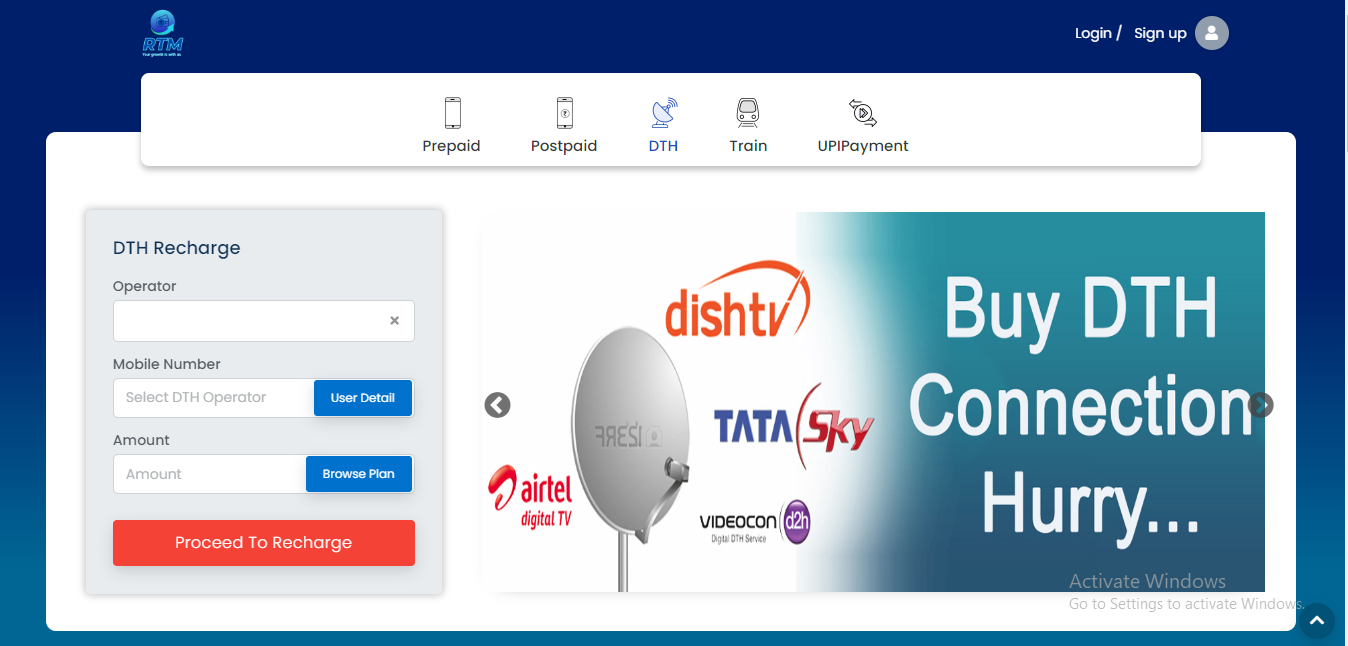 RTM
Your growth is with us
Login / Sign up
Prepaid
Postpaid
DTH
Train
UPIPayment
DTH Recharge
Operator
×
Mobile Number
Select DTH Operator
User Detail
Amount
Amount
Browse Plan
Proceed To Recharge
dishtv
TATA Sky
airtel
digital TV
VIDEOCON d2h
Digital DTH Service
Buy DTH
Connection
Hurry...
Activate Windows
Go to Settings to activate Windows.